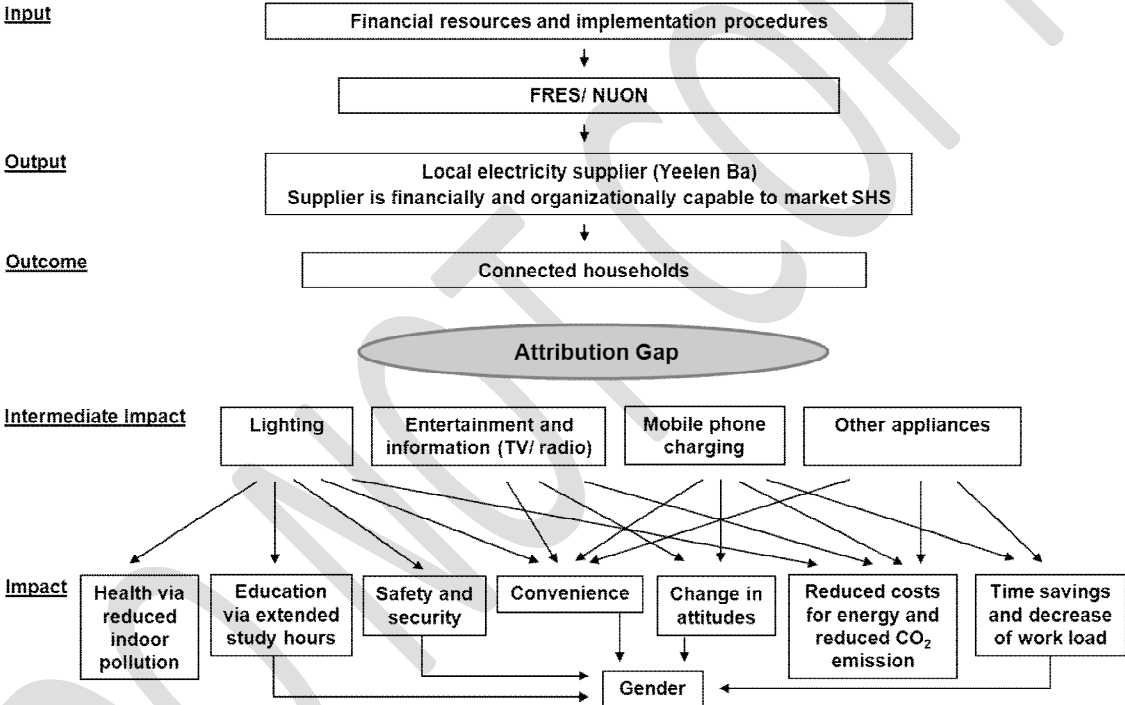 Input
Financial resources and implementation procedures
FRES/ NUON
Output
Local electricity supplier (Yeelen Ba)
Supplier is financially and organizationally capable to market SHS
Outcome
Connected households
Attribution Gap
Intermediate Impact
Lighting
Entertainment and
information (TV/ radio)
Mobile phone
charging
Other appliances
Impact
Health via
reduced
indoor
pollution
Education
via extended
study hours
Safety and
security
Convenience
Change in
attitudes
Reduced costs
for energy and
reduced CO₂
emission
Time savings
and decrease
of work load
Gender
NOT COP